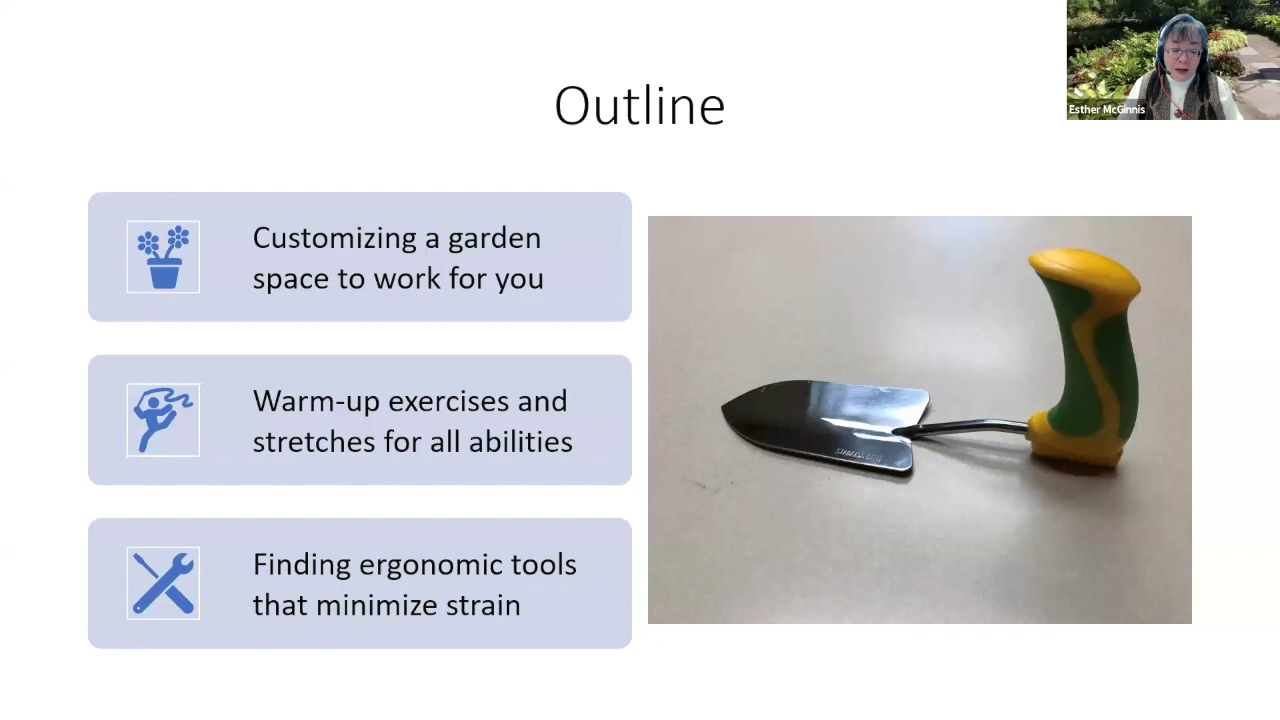 Esther McGinnis
Outline
Customizing a garden
space to work for you
Warm-up exercises and
stretches for all abilities
Finding ergonomic tools
that minimize strain